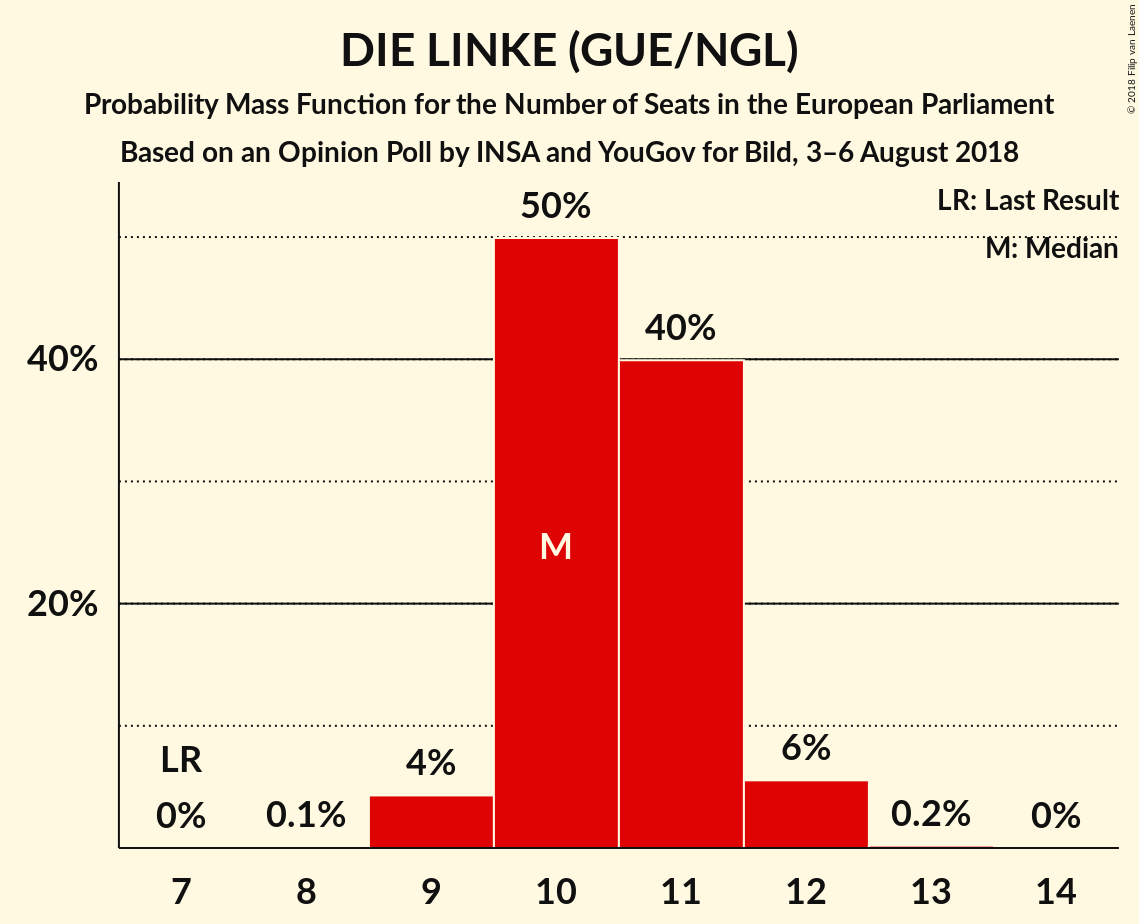 DIE LINKE (GUE/NGL)
Probability Mass Function for the Number of Seats in the European Parliament
Based on an Opinion Poll by INSA and YouGov for Bild, 3–6 August 2018
© 2018 Filip van Laenen
LR: Last Result
M: Median
50%
40%
40%
M
20%
LR
0%
0.1%
4%
6%
0.2%
0%
7 8 9 10 11 12 13 14